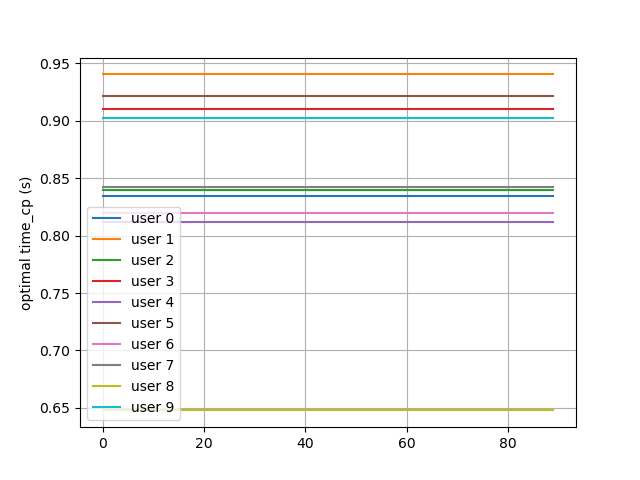 0.95
0.90
0.85
0.80
0.75
0.70
0.65
optimal time_cp (s)
user 0
user 1
user 2
user 3
user 4
user 5
user 6
user 7
user 8
user 9
0 20 40 60 80